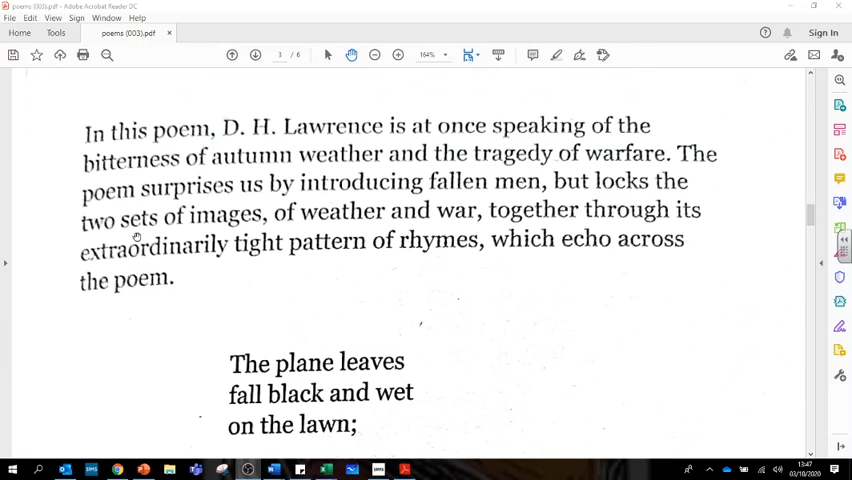 poems (003).pdf - Adobe Acrobat Reader DC
File Edit View Sign Window Help
Home Tools poems (003).pdf × Sign In
3 / 6 164%
In this poem, D. H. Lawrence is at once speaking of the
bitterness of autumn weather and the tragedy of warfare. The
poem surprises us by introducing fallen men, but locks the
two sets of images, of weather and war, together through its
extraordinarily tight pattern of rhymes, which echo across
the poem.
The plane leaves
fall black and wet
on the lawn;
13:47
03/10/2020